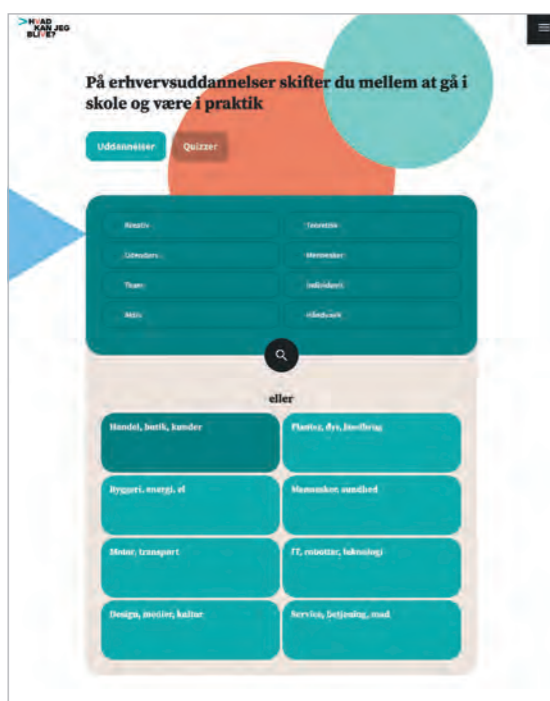 >HVAD
KAN JEG
BLIVE?
På erhvervsuddannelser skifter du mellem at gå i
skole og være i praktik
Uddannelser
Quizzer
Kreativ
Teoretisk
Udendørs
Mennesker
Team
Individuelt
Aktiv
Håndværk
eller
Handel, butik, kunder
Planter, dyr, landbrug
Byggeri, energi, el
Mennesker, sundhed
Motor, transport
IT, robotter, teknologi
Design, medier, kultur
Service, betjening, mad